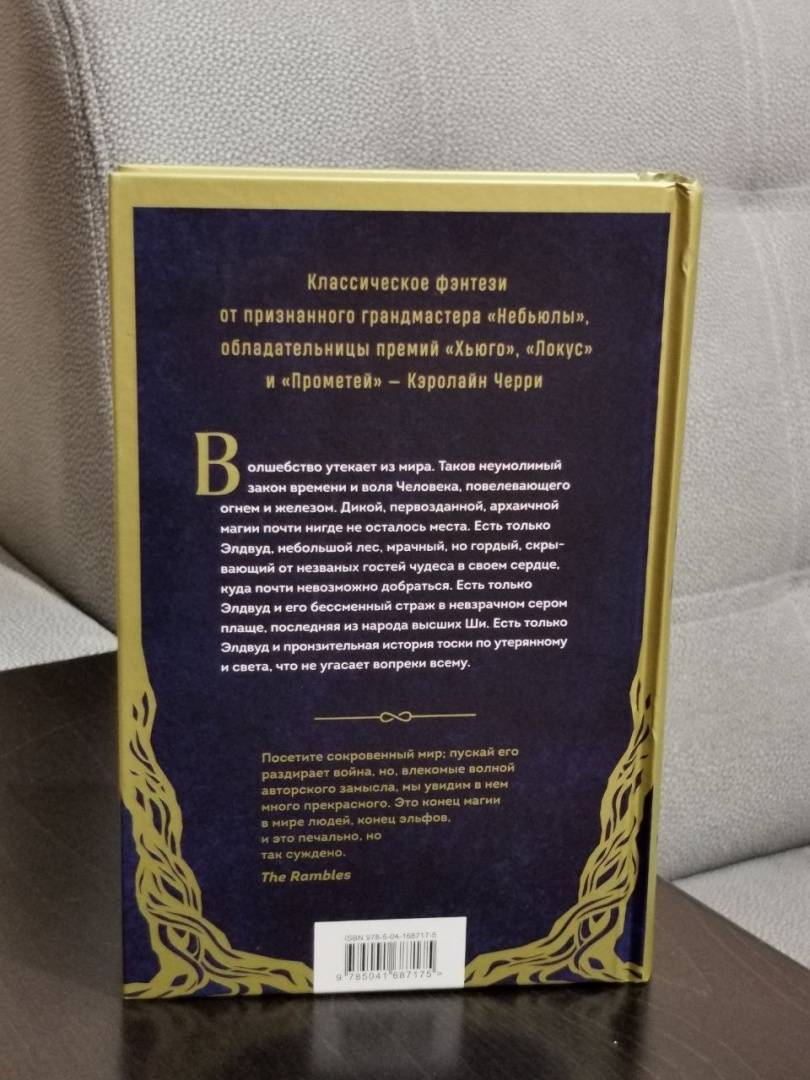 Классическое фэнтези
от признанного грандмастера «Небьюлы»,
обладательницы премий «Хьюго», «Локус»
и «Прометей» — Кэролайн Черри
Волшебство утекает из мира. Таков неумолимый
закон времени и воля Человека, повелевающего
огнем и железом. Дикой, первозданной, архаичной
магии почти нигде не осталось места. Есть только
Элдвуд, небольшой лес, мрачный, но гордый, скры-
вающий от незваных гостей чудеса в своем сердце,
куда почти невозможно добраться. Есть только
Элдвуд и его бессменный страж в невзрачном сером
плаще, последняя из народа высших Ши. Есть только
Элдвуд и пронзительная история тоски по утерянному
и света, что не угасает вопреки всему.
Посетите сокровенный мир; пускай его
раздирает война, но, влекомые волной
авторского замысла, мы увидим в нем
много прекрасного. Это конец магии
в мире людей, конец эльфов,
и это печально, но
так суждено.
The Rambles
ISBN 978-5-04-168717-5
9 785041 687175 >